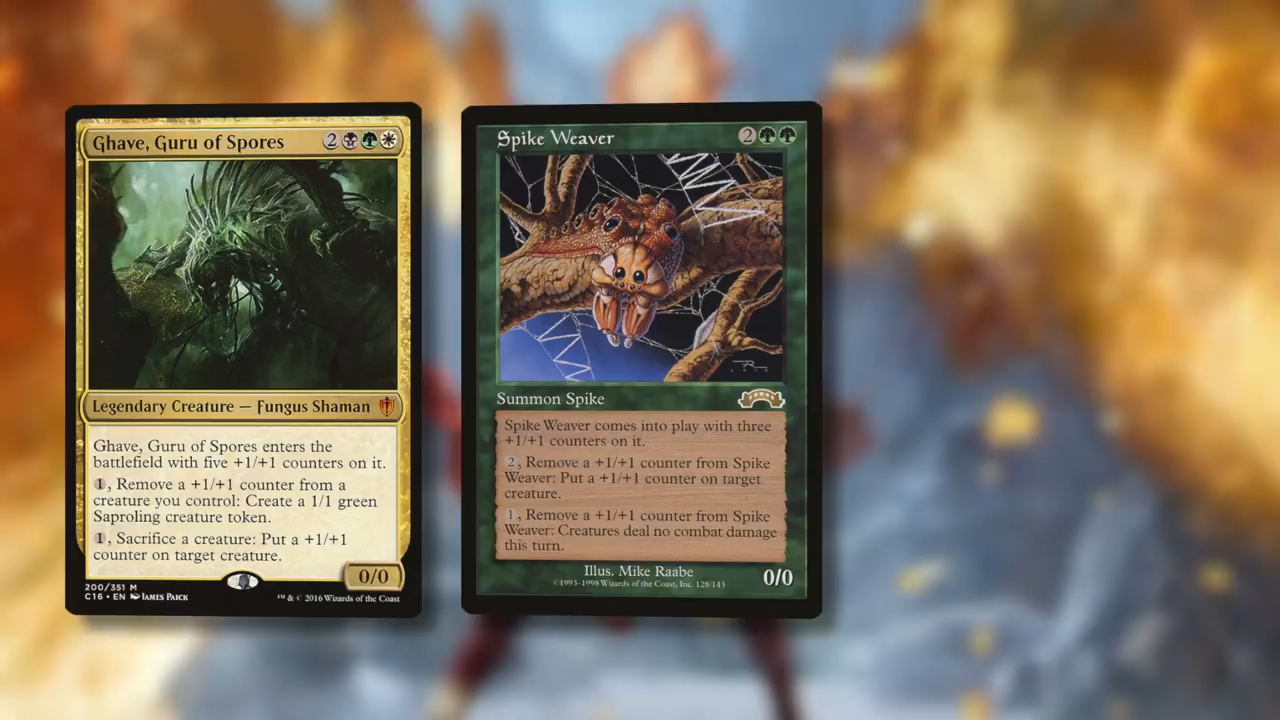 Ghave, Guru of Spores 2
Legendary Creature — Fungus Shaman
Ghave, Guru of Spores enters the
battlefield with five +1/+1 counters on it.
1, Remove a +1/+1 counter from a
creature you control: Create a 1/1 green
Saproling creature token.
1, Sacrifice a creature: Put a +1/+1
counter on target creature.
0/0
200/351 M
C16 • EN JAMES PAICK
™ & © 2016 Wizards of the Coast
Spike Weaver 2
Summon Spike
Spike Weaver comes into play with three
+1/+1 counters on it.
2, Remove a +1/+1 counter from Spike
Weaver: Put a +1/+1 counter on target
creature.
1, Remove a +1/+1 counter from Spike
Weaver: Creatures deal no combat damage
this turn.
Illus. Mike Raabe
©1993-1998 Wizards of the Coast, Inc. 128/143
0/0